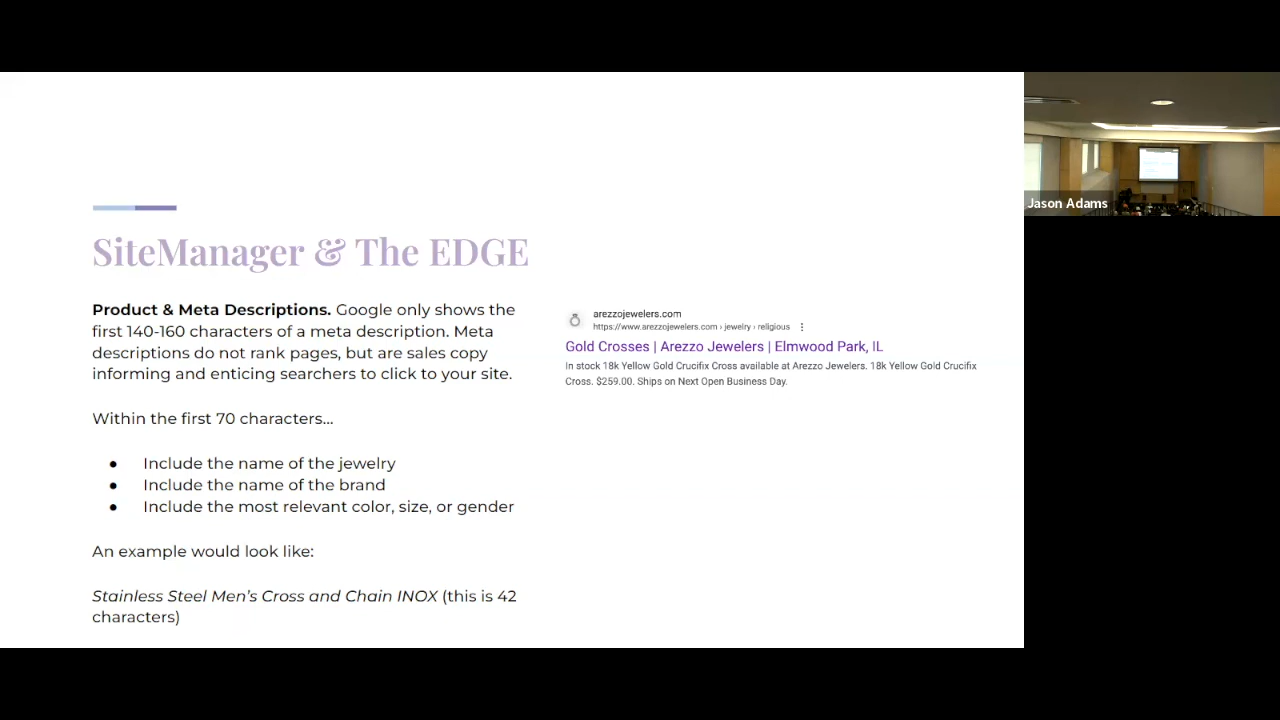 SiteManager & The EDGE
Product & Meta Descriptions. Google only shows the
first 140-160 characters of a meta description. Meta
descriptions do not rank pages, but are sales copy
informing and enticing searchers to click to your site.
Within the first 70 characters...
● Include the name of the jewelry
● Include the name of the brand
● Include the most relevant color, size, or gender
An example would look like:
Stainless Steel Men's Cross and Chain INOX (this is 42
characters)
arezzojewelers.com
https://www.arezzojewelers.com › jewelry › religious
Gold Crosses | Arezzo Jewelers | Elmwood Park, IL
In stock 18k Yellow Gold Crucifix Cross available at Arezzo Jewelers. 18k Yellow Gold Crucifix
Cross. $259.00. Ships on Next Open Business Day.
Jason Adams